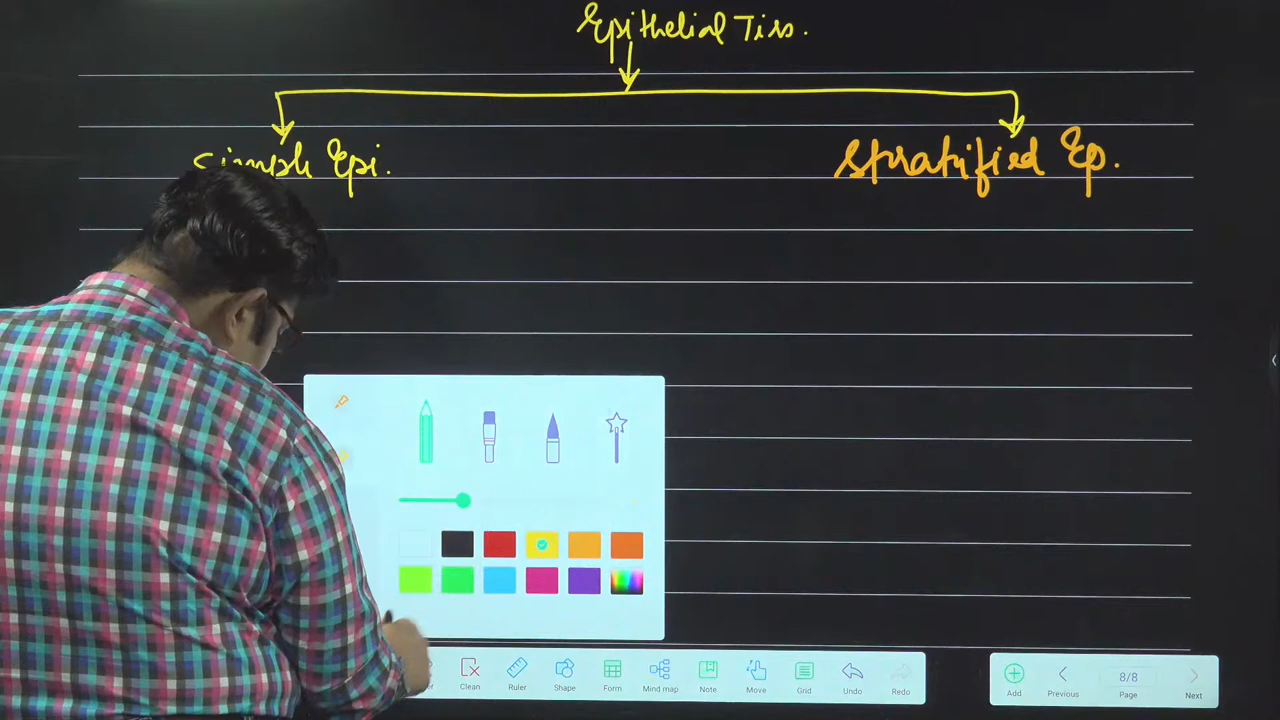 Epithelial Tiss.
Simple Epi. Stratified Ep.
Clean Ruler Shape Form Mind map Note Move Grid Undo Redo
Add Previous 8/8 Page Next